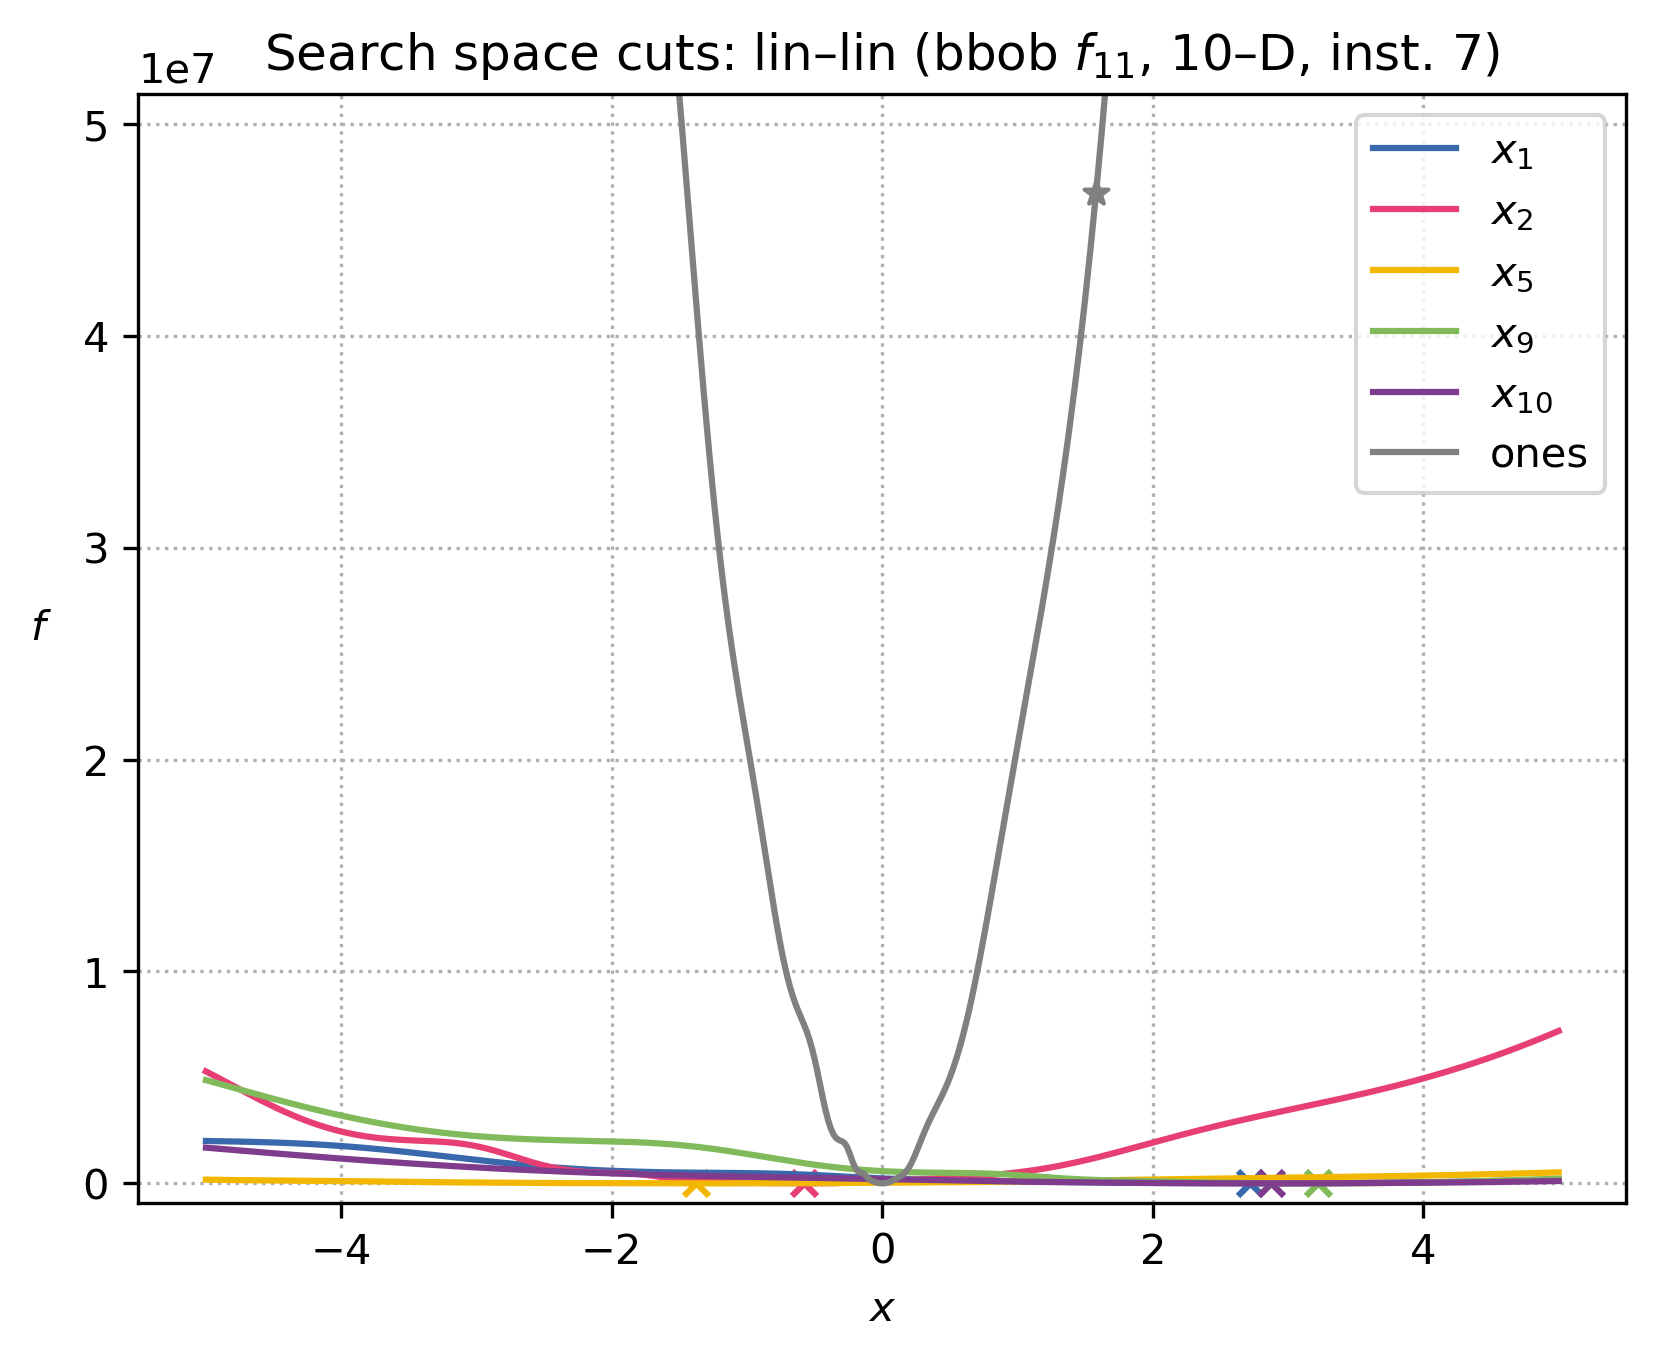 Search space cuts: lin–lin (bbob f₁₁, 10–D, inst. 7)
1e7
5
4
3
2
1
0
f
−4
−2
0
2
4
x
x₁
x₂
x₅
x₉
x₁₀
ones